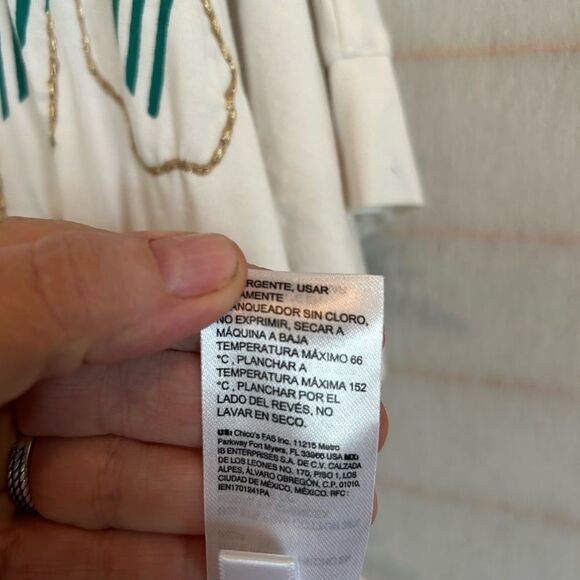 ERGENTE, USAR
AMENTE
ANQUEADOR SIN CLORO,
NO EXPRIMIR, SECAR A
MÁQUINA A BAJA
TEMPERATURA MÁXIMO 66
°C, PLANCHAR A
TEMPERATURA MÁXIMA 152
°C, PLANCHAR POR EL
LADO DEL REVÉS, NO
LAVAR EN SECO.
US: Chico's FAS Inc. 11215 Metro
Parkway Fort Myers, FL 33966 USA MX:
IB ENTERPRISES S.A. DE C.V. CALZADA
DE LOS LEONES NO. 170, PISO 1, LOS
ALPES, ÁLVARO OBREGÓN, C.P. 01010,
CIUDAD DE MÉXICO, MÉXICO. RFC :
IEN1701241PA